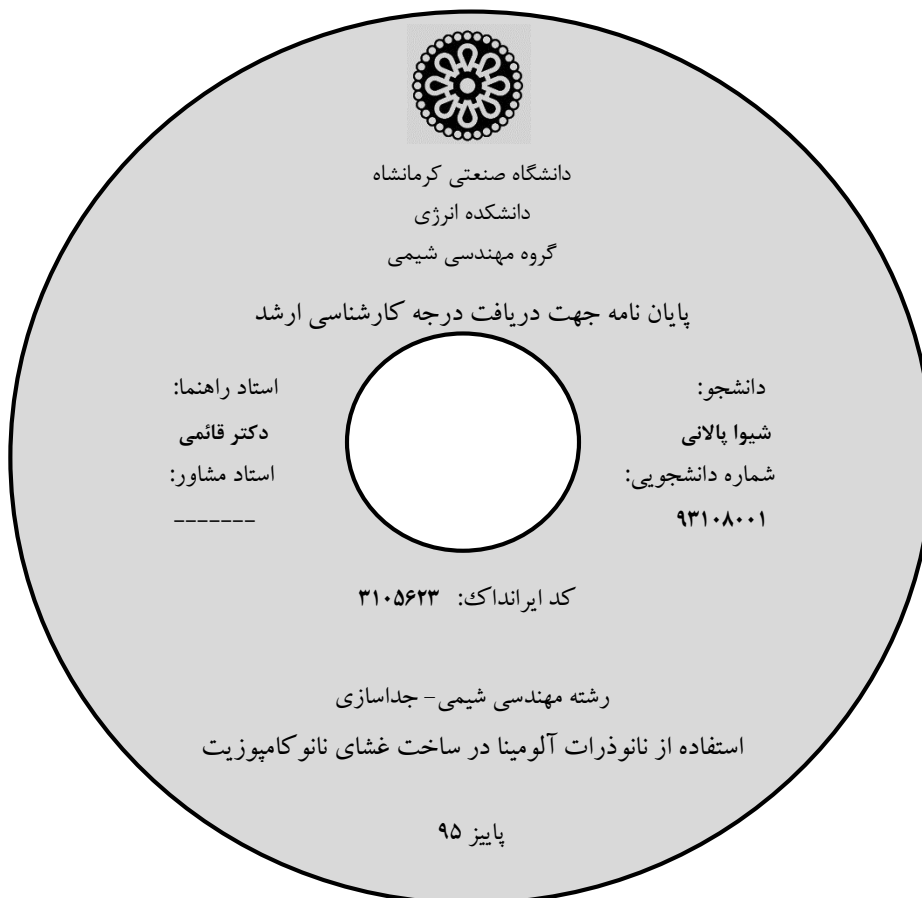 دانشگاه صنعتی کرمانشاه
دانشکده انرژی
گروه مهندسی شیمی
پایان نامه جهت دریافت درجه کارشناسی ارشد
دانشجو:
شیوا پالانی
شماره دانشجویی:
۹۳۱۰۸۰۰۱
استاد راهنما:
دکتر قائمی
استاد مشاور:
-------
کد ایرانداک: ۳۱۰۵۶۲۳
رشته مهندسی شیمی- جداسازی
استفاده از نانوذرات آلومینا در ساخت غشای نانوکامپوزیت
پاییز ۹۵